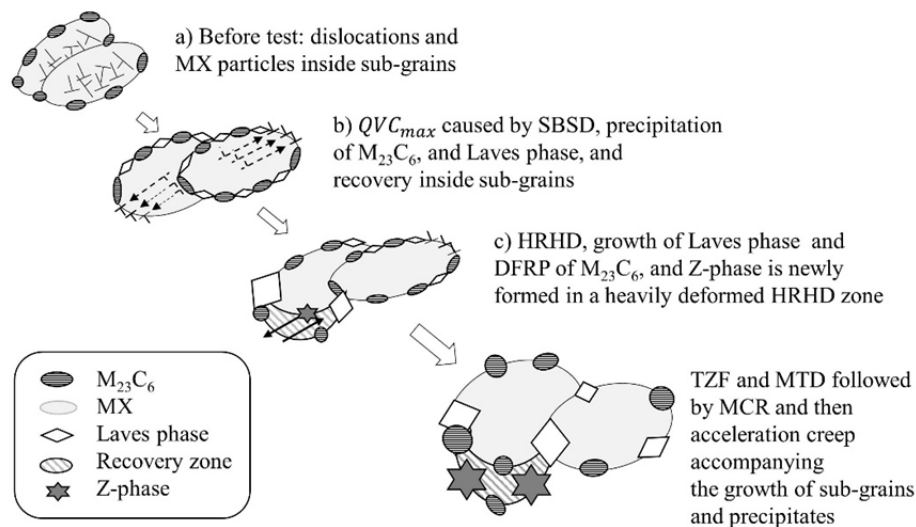 a) Before test: dislocations and
MX particles inside sub-grains
b) QVC_max caused by SBSD, precipitation
of M₂₃C₆, and Laves phase, and
recovery inside sub-grains
c) HRHD, growth of Laves phase and
DFRP of M₂₃C₆, and Z-phase is newly
formed in a heavily deformed HRHD zone
TZF and MTD followed
by MCR and then
acceleration creep
accompanying
the growth of sub-grains
and precipitates
M₂₃C₆
MX
Laves phase
Recovery zone
Z-phase